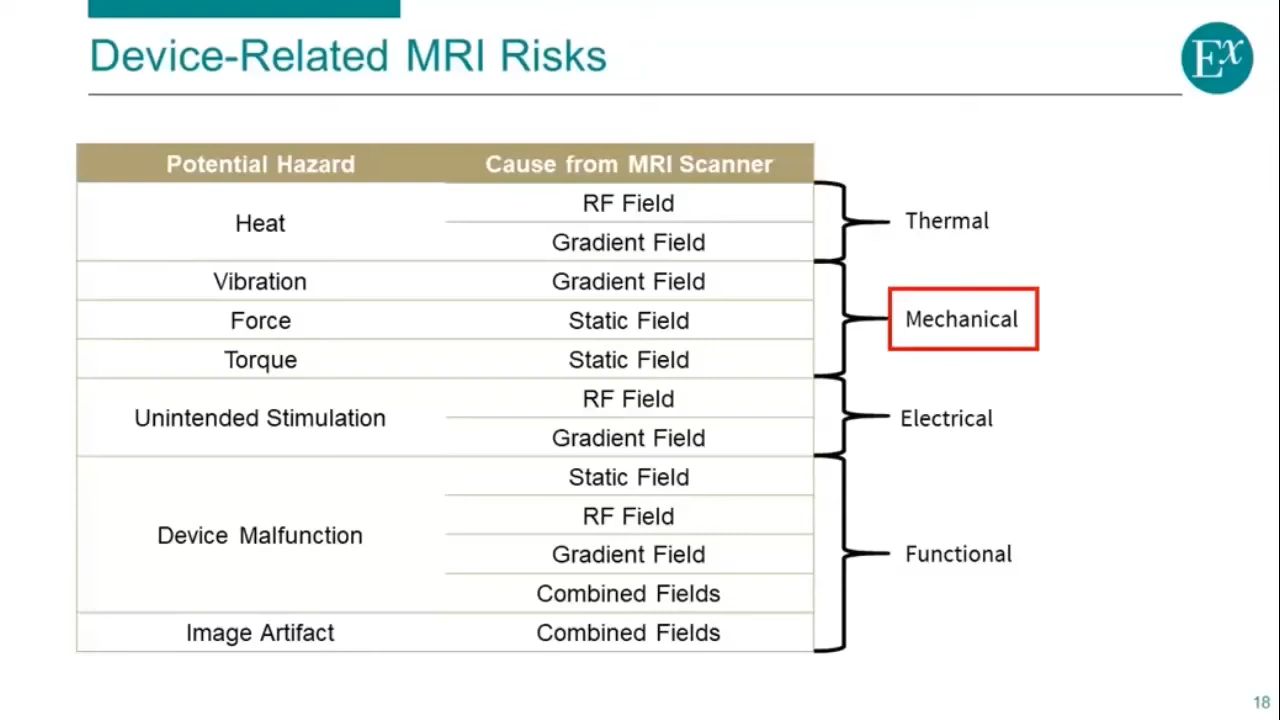 Device-Related MRI Risks
Ex
Potential Hazard Cause from MRI Scanner
Heat RF Field
Gradient Field
Thermal
Vibration Gradient Field
Force Static Field
Mechanical
Torque Static Field
Unintended Stimulation RF Field
Gradient Field
Electrical
Device Malfunction Static Field
RF Field
Gradient Field
Combined Fields
Functional
Image Artifact Combined Fields
18